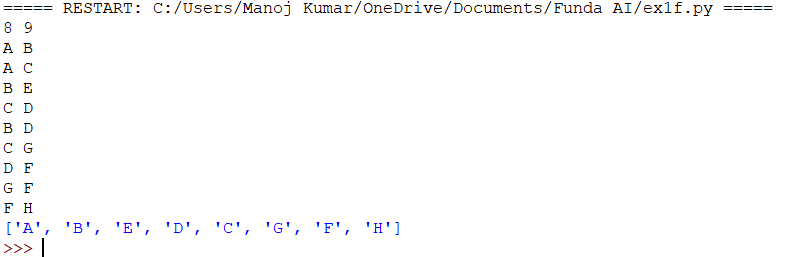 ===== RESTART: C:/Users/Manoj Kumar/OneDrive/Documents/Funda AI/ex1f.py =====
8 9
A B
A C
B E
C D
B D
C G
D F
G F
F H
['A', 'B', 'E', 'D', 'C', 'G', 'F', 'H']
>>>